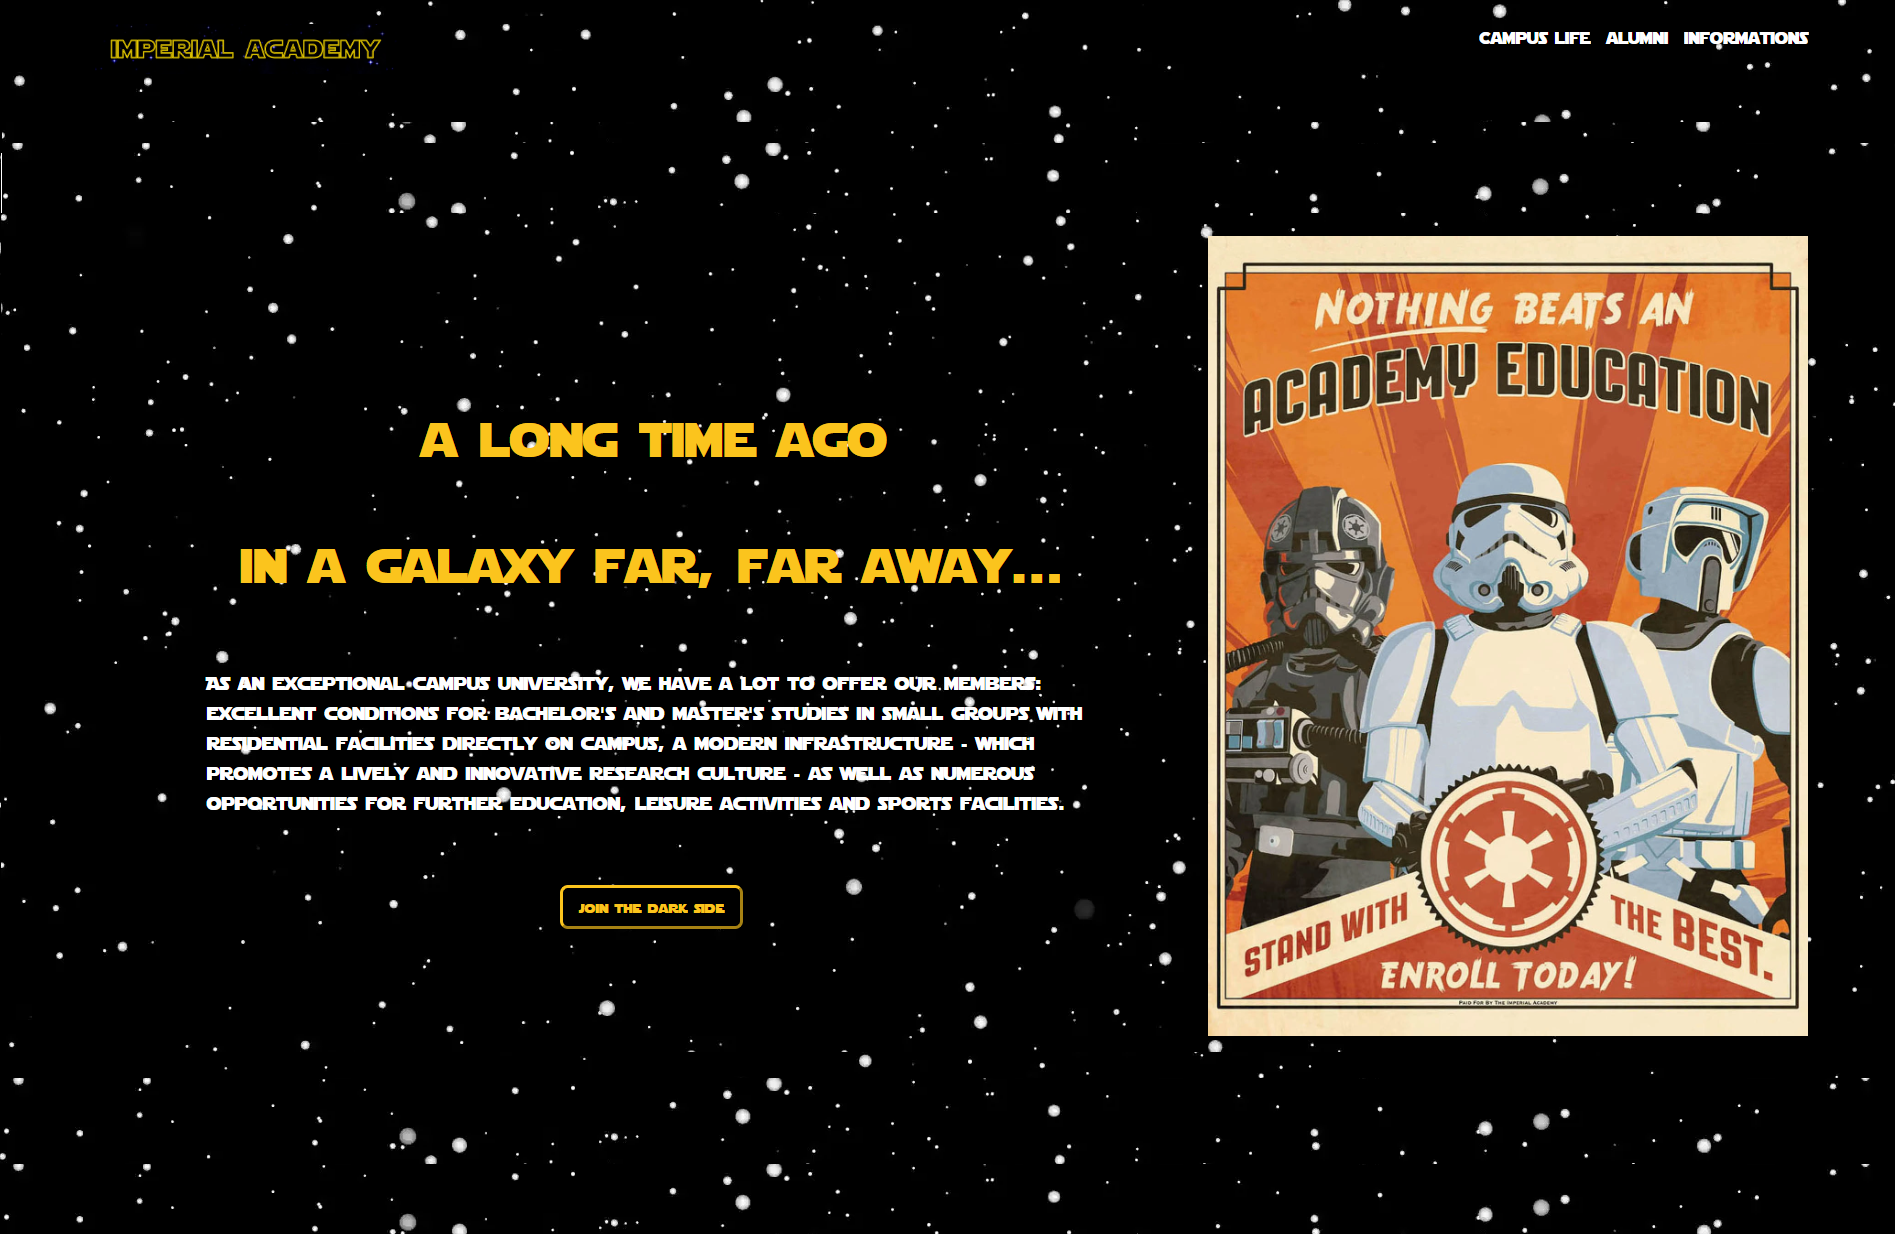 IMPERIAL ACADEMY
CAMPUS LIFE ALUMNI INFORMATIONS
A LONG TIME AGO
IN A GALAXY FAR, FAR AWAY...
AS AN EXCEPTIONAL CAMPUS UNIVERSITY, WE HAVE A LOT TO OFFER OUR MEMBERS:
EXCELLENT CONDITIONS FOR BACHELOR'S AND MASTER'S STUDIES IN SMALL GROUPS WITH
RESIDENTIAL FACILITIES DIRECTLY ON CAMPUS, A MODERN INFRASTRUCTURE - WHICH
PROMOTES A LIVELY AND INNOVATIVE RESEARCH CULTURE - AS WELL AS NUMEROUS
OPPORTUNITIES FOR FURTHER EDUCATION, LEISURE ACTIVITIES AND SPORTS FACILITIES.
JOIN THE DARK SIDE
NOTHING BEATS AN
ACADEMY EDUCATION
STAND WITH THE BEST.
ENROLL TODAY!
PAID FOR BY THE IMPERIAL ACADEMY